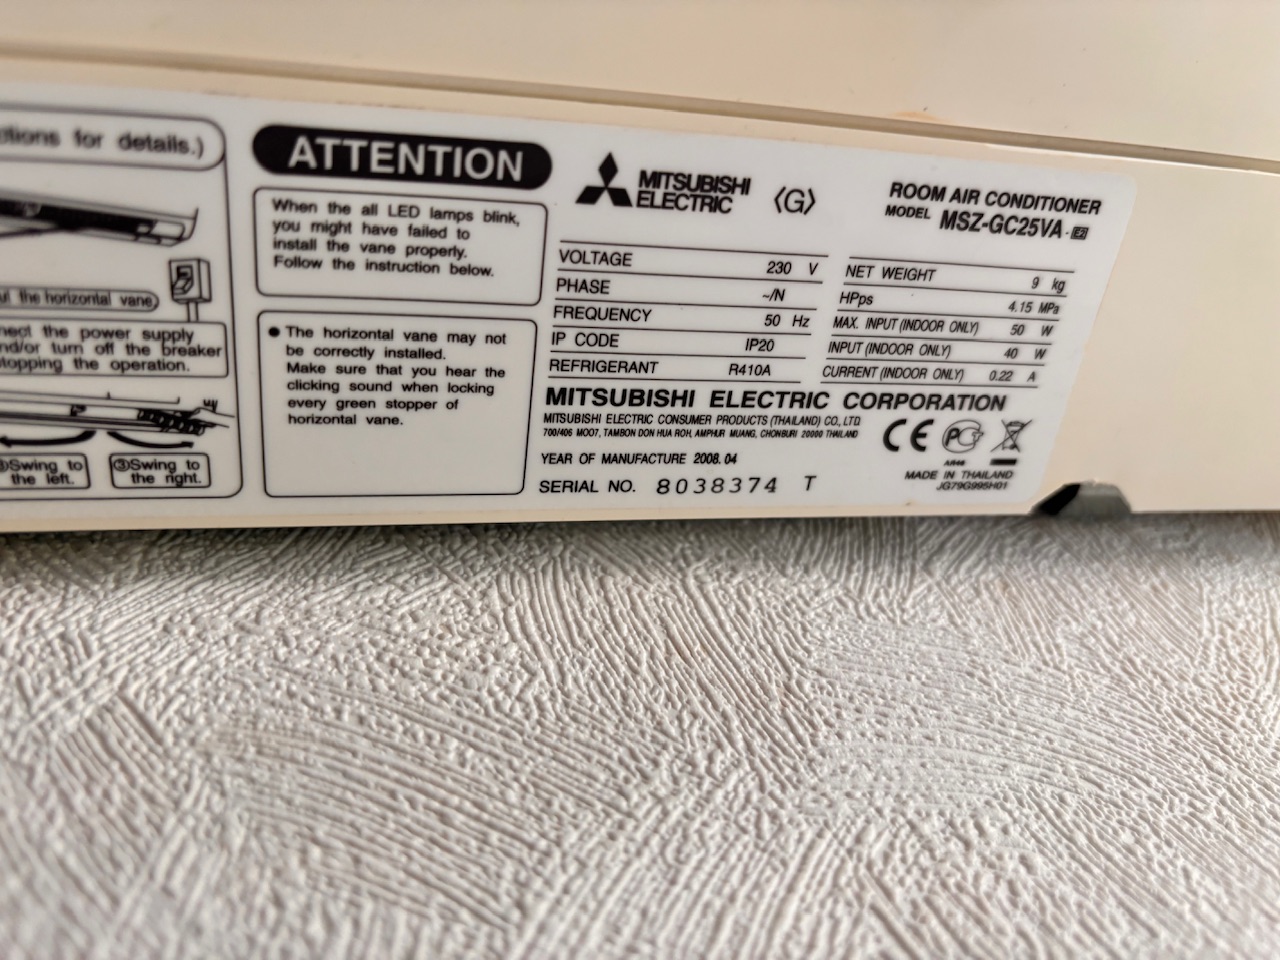 ctions for details.)
the horizontal vane
nect the power supply
nd/or turn off the breaker
stopping the operation.
Swing to
the left.
③Swing to
the right.
ATTENTION
When the all LED lamps blink,
you might have failed to
install the vane properly.
Follow the instruction below.
● The horizontal vane may not
be correctly installed.
Make sure that you hear the
clicking sound when locking
every green stopper of
horizontal vane.
MITSUBISHI
ELECTRIC
〈G〉
ROOM AIR CONDITIONER
MODEL MSZ-GC25VA - E2
VOLTAGE 230 V
PHASE ~/N
FREQUENCY 50 Hz
IP CODE IP20
REFRIGERANT R410A
NET WEIGHT 9 kg
HPps 4.15 MPa
MAX. INPUT (INDOOR ONLY) 50 W
INPUT (INDOOR ONLY) 40 W
CURRENT (INDOOR ONLY) 0.22 A
MITSUBISHI ELECTRIC CORPORATION
MITSUBISHI ELECTRIC CONSUMER PRODUCTS (THAILAND) CO., LTD.
700/406 MOO7, TAMBON DON HUA ROH, AMPHUR MUANG, CHONBURI 20000 THAILAND
YEAR OF MANUFACTURE 2008. 04
SERIAL NO. 8038374 T
CE
АЯ46
MADE IN THAILAND
JG79G995H01